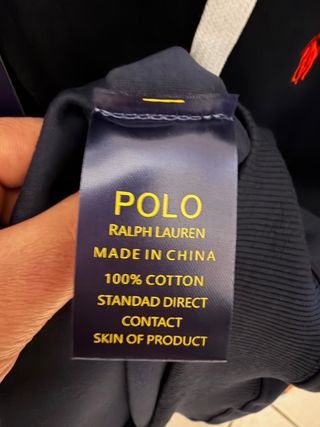 POLO
RALPH LAUREN
MADE IN CHINA
100% COTTON
STANDAD DIRECT
CONTACT
SKIN OF PRODUCT